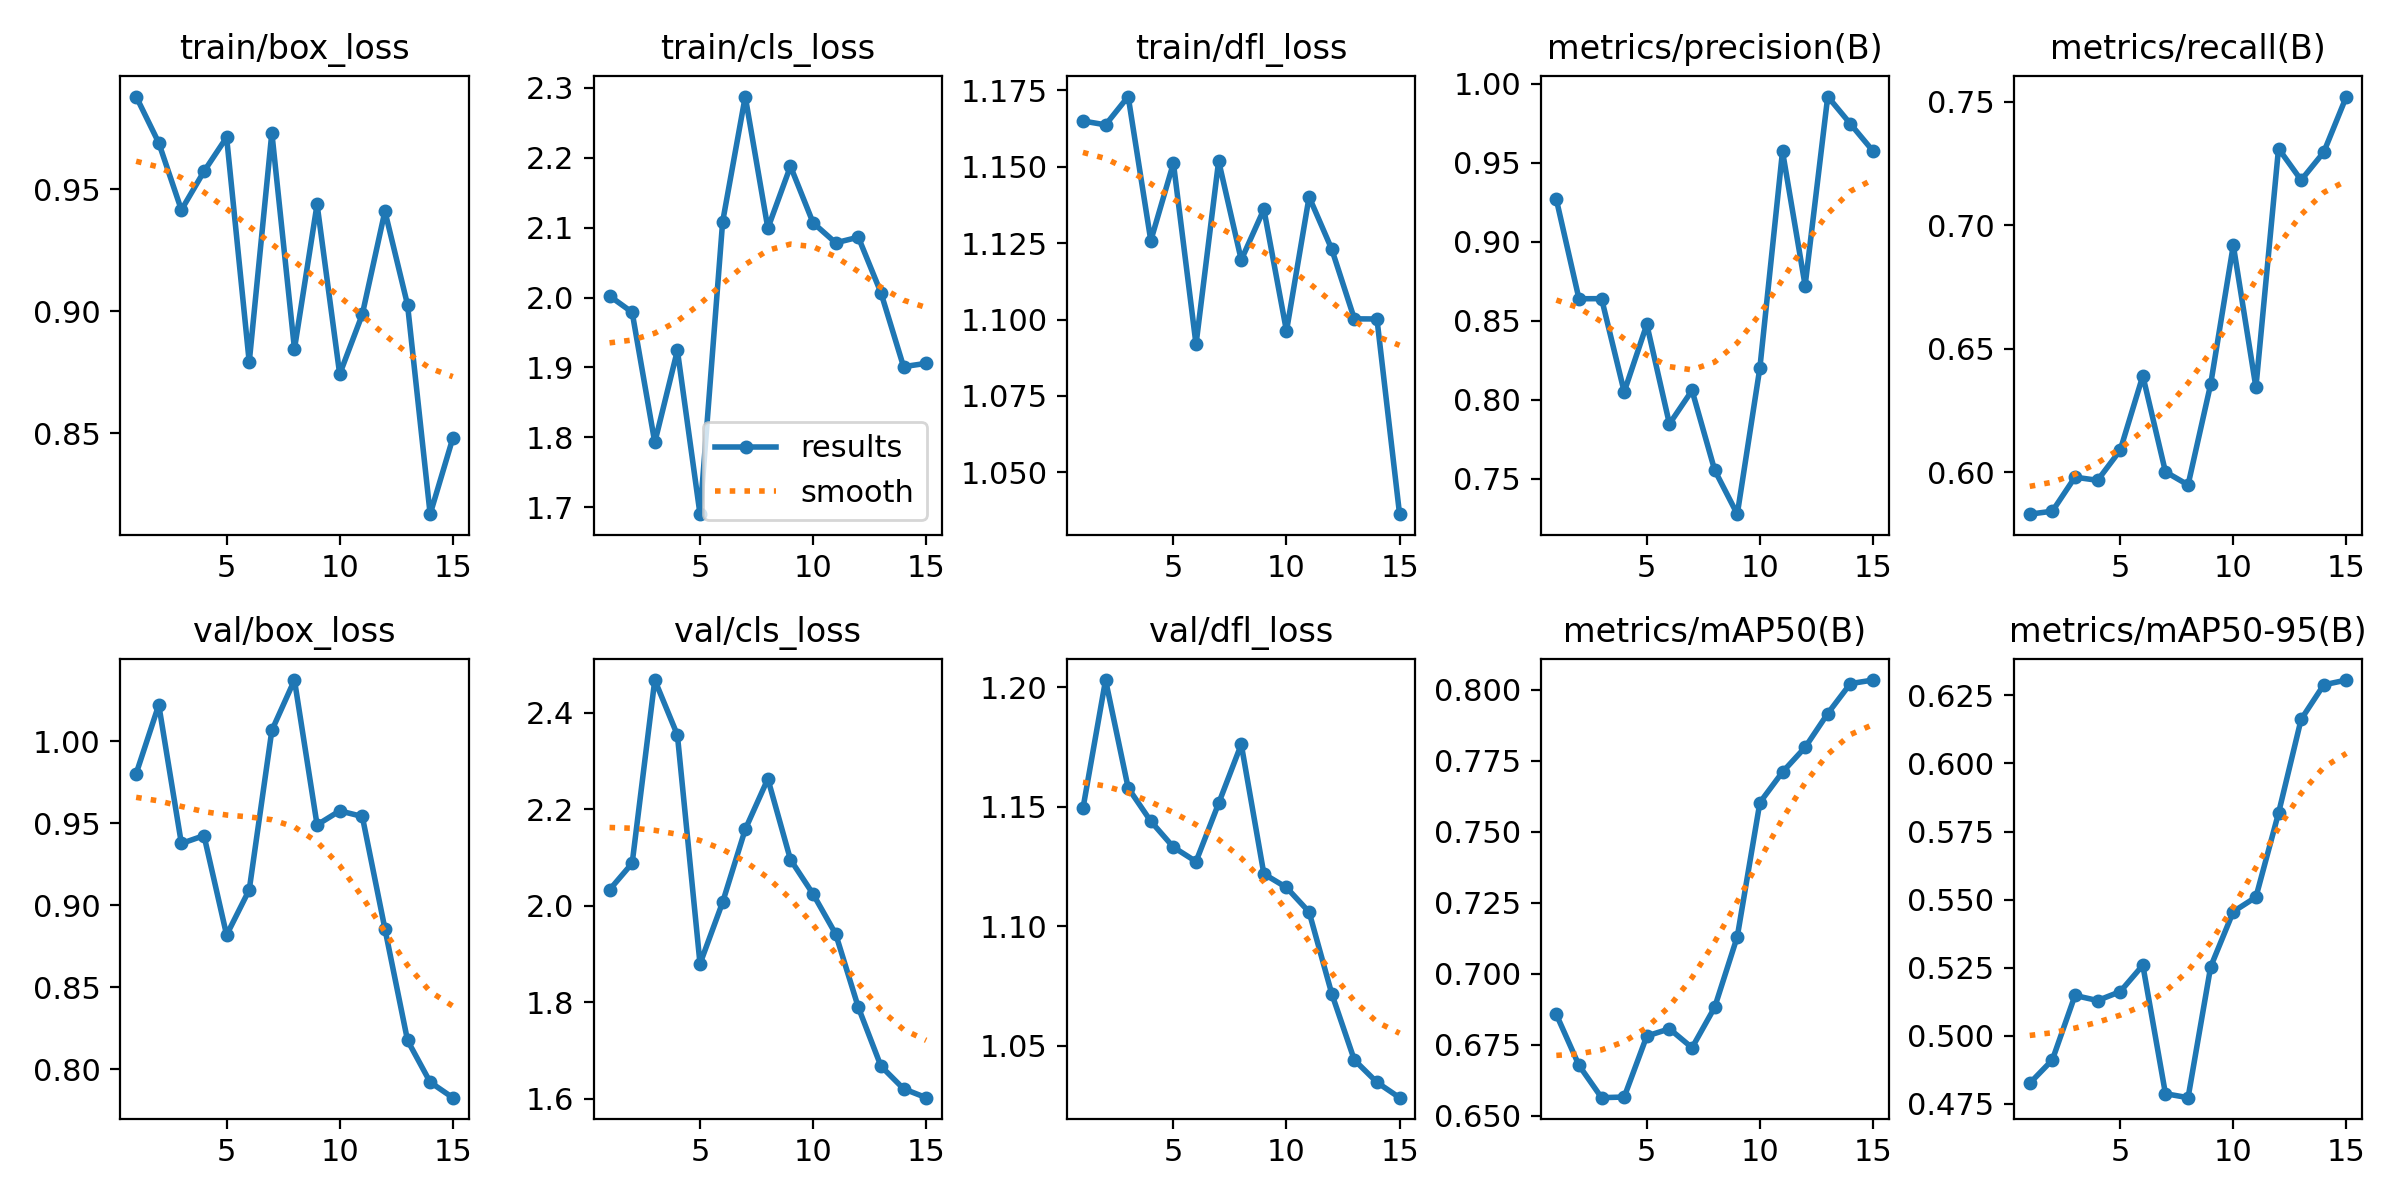 train/box_loss
0.95
0.90
0.85
5 10 15
train/cls_loss
2.3
2.2
2.1
2.0
1.9
1.8
1.7
results
smooth
5 10 15
train/dfl_loss
1.175
1.150
1.125
1.100
1.075
1.050
5 10 15
metrics/precision(B)
1.00
0.95
0.90
0.85
0.80
0.75
5 10 15
metrics/recall(B)
0.75
0.70
0.65
0.60
5 10 15
val/box_loss
1.00
0.95
0.90
0.85
0.80
5 10 15
val/cls_loss
2.4
2.2
2.0
1.8
1.6
5 10 15
val/dfl_loss
1.20
1.15
1.10
1.05
5 10 15
metrics/mAP50(B)
0.800
0.775
0.750
0.725
0.700
0.675
0.650
5 10 15
metrics/mAP50-95(B)
0.625
0.600
0.575
0.550
0.525
0.500
0.475
5 10 15